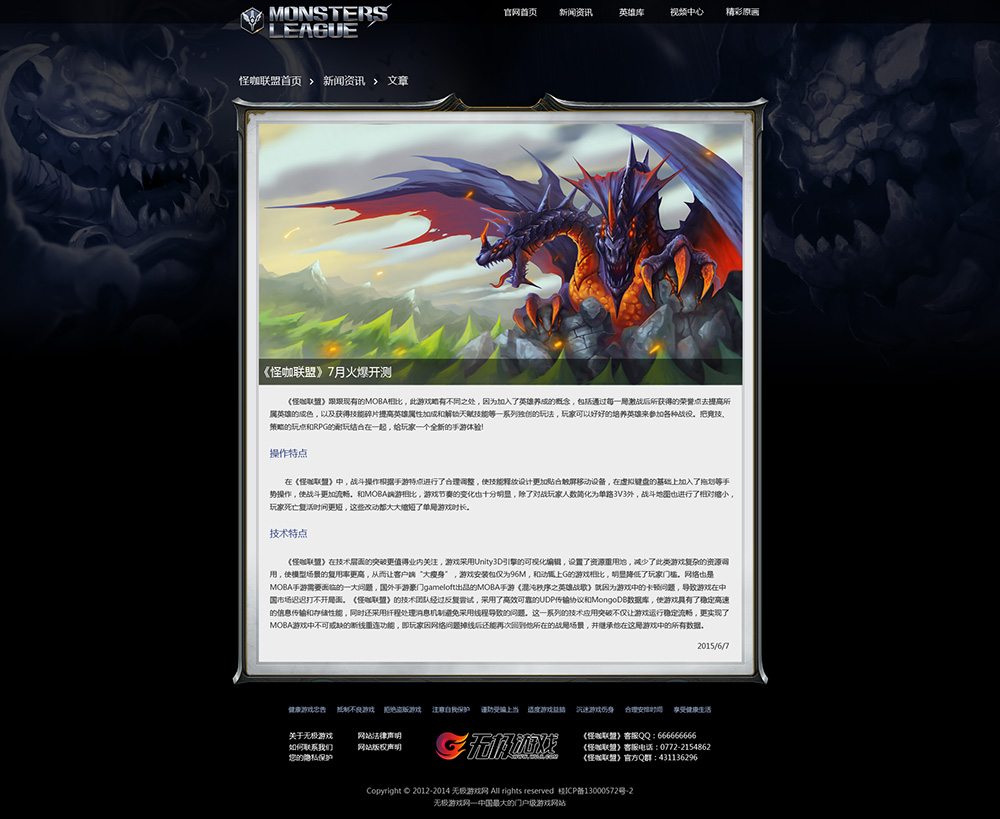 MONSTERS
LEAGUE
官网首页 新闻资讯 英雄库 视频中心 精彩原画
怪咖联盟首页 > 新闻资讯 > 文章
《怪咖联盟》7月火爆开测
《怪咖联盟》跟跟现有的MOBA相比，此游戏略有不同之处，因为加入了英雄养成的概念，包括通过每一局激战后所获得的荣誉点去提高所
属英雄的成色，以及获得技能碎片提高英雄属性加成和解锁天赋技能等一系列独创的玩法，玩家可以好好的培养英雄来参加各种战役。把竞技、
策略的玩点和RPG的耐玩结合在一起，给玩家一个全新的手游体验!
操作特点
在《怪咖联盟》中，战斗操作根据手游特点进行了合理调整，使技能释放设计更加贴合触屏移动设备，在虚拟键盘的基础上加入了拖划等手
势操作，使战斗更加流畅。和MOBA端游相比，游戏节奏的变化也十分明显，除了对战玩家人数简化为单路3V3外，战斗地图也进行了相对缩小，
玩家死亡复活时间更短，这些改动都大大缩短了单局游戏时长。
技术特点
《怪咖联盟》在技术层面的突破更值得业内关注，游戏采用Unity3D引擎的可视化编辑，设置了资源重用池，减少了此类游戏复杂的资源调
用，使模型场景的复用率更高，从而让客户端“大瘦身”，游戏安装包仅为96M，和动辄上G的游戏相比，明显降低了玩家门槛。网络也是
MOBA手游需要面临的一大问题，国外手游豪门gameloft出品的MOBA手游《混沌秩序之英雄战歌》就因为游戏中的卡顿问题，导致游戏在中
国市场迟迟打不开局面。《怪咖联盟》的技术团队经过反复尝试，采用了高效可靠的UDP传输协议和MongoDB数据库，使游戏具有了稳定高速
的信息传输和存储性能，同时还采用纤程处理消息机制避免采用线程导致的问题。这一系列的技术应用突破不仅让游戏运行稳定流畅，更实现了
MOBA游戏中不可或缺的断线重连功能，即玩家因网络问题掉线后还能再次回到他所在的战局场景，并继承他在这局游戏中的所有数据。
2015/6/7
健康游戏忠告 抵制不良游戏 拒绝盗版游戏 注意自我保护 谨防受骗上当 适度游戏益脑 沉迷游戏伤身 合理安排时间 享受健康生活
关于无极游戏 网站法律声明
如何联系我们 网站版权声明
您的隐私保护
无极游戏
《怪咖联盟》客服QQ：666666666
《怪咖联盟》客服电话：0772-2154862
《怪咖联盟》官方Q群：431136296
Copyright © 2012-2014 无极游戏网 All rights reserved 桂ICP备13000572号-2
无极游戏网—中国最大的门户级游戏网站